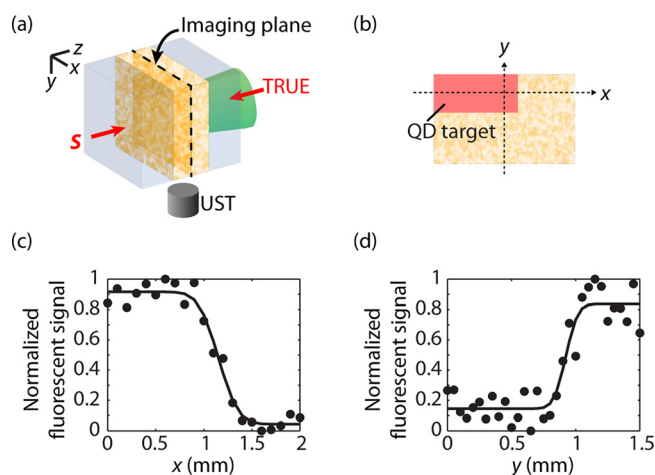 (a)
Imaging plane
z
x
y
TRUE
S
UST
(b)
y
x
QD target
(c)
Normalized
fluorescent signal
1
0.8
0.6
0.4
0.2
0
0 0.5 1 1.5 2
x (mm)
(d)
Normalized
fluorescent signal
1
0.8
0.6
0.4
0.2
0
0 0.5 1.0 1.5
y (mm)